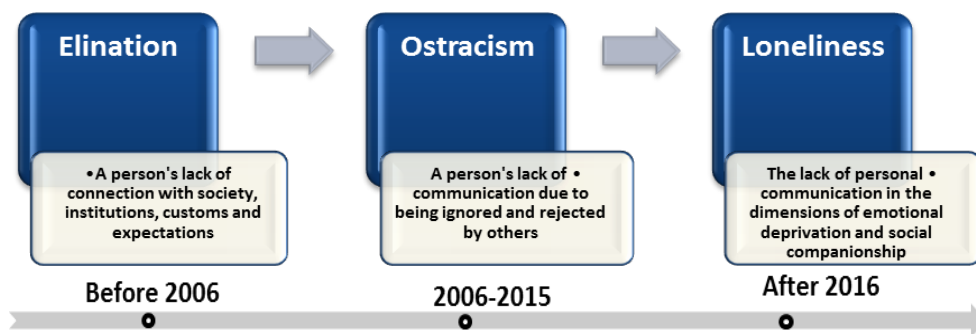 Elination
•A person's lack of
connection with society,
institutions, customs and
expectations
Before 2006
Ostracism
A person's lack of •
communication due to
being ignored and rejected
by others
2006-2015
Loneliness
The lack of personal •
communication in the
dimensions of emotional
deprivation and social
companionship
After 2016